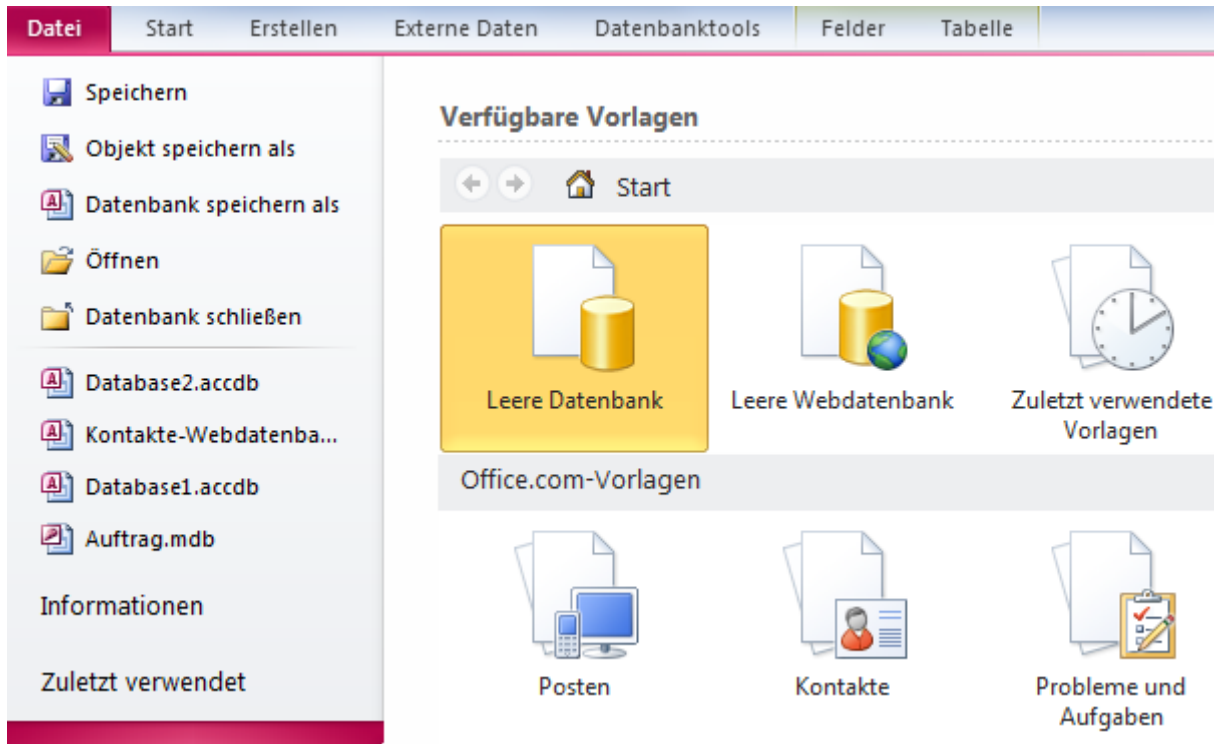 Datei Start Erstellen Externe Daten Datenbanktools Felder Tabelle
Speichern
Objekt speichern als
Datenbank speichern als
Öffnen
Datenbank schließen
Database2.accdb
Kontakte-Webdatenba...
Database1.accdb
Auftrag.mdb
Informationen
Zuletzt verwendet
Verfügbare Vorlagen
Start
Leere Datenbank Leere Webdatenbank Zuletzt verwendete
Vorlagen
Office.com-Vorlagen
Posten Kontakte Probleme und
Aufgaben